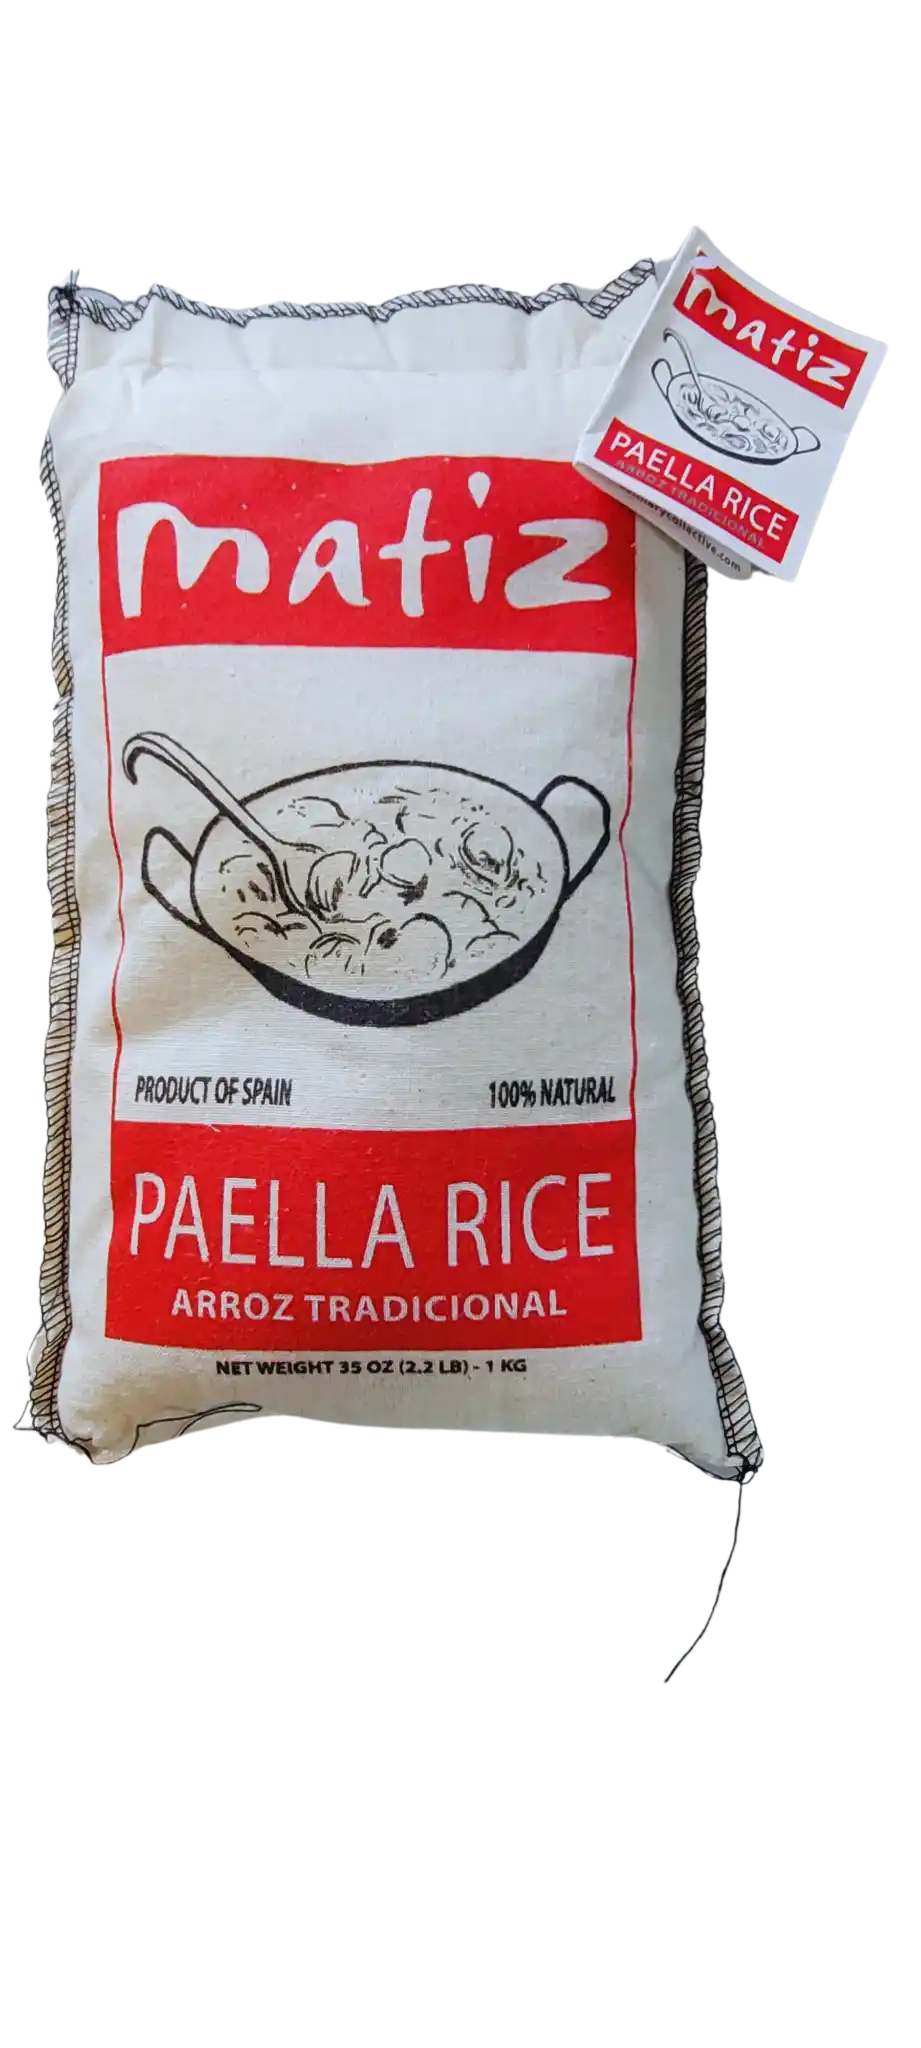 matiz
PRODUCT OF SPAIN
100% NATURAL
PAELLA RICE
ARROZ TRADICIONAL
NET WEIGHT 35 OZ (2.2 LB) - 1 KG
matiz
PAELLA RICE
ARROZ TRADICIONAL